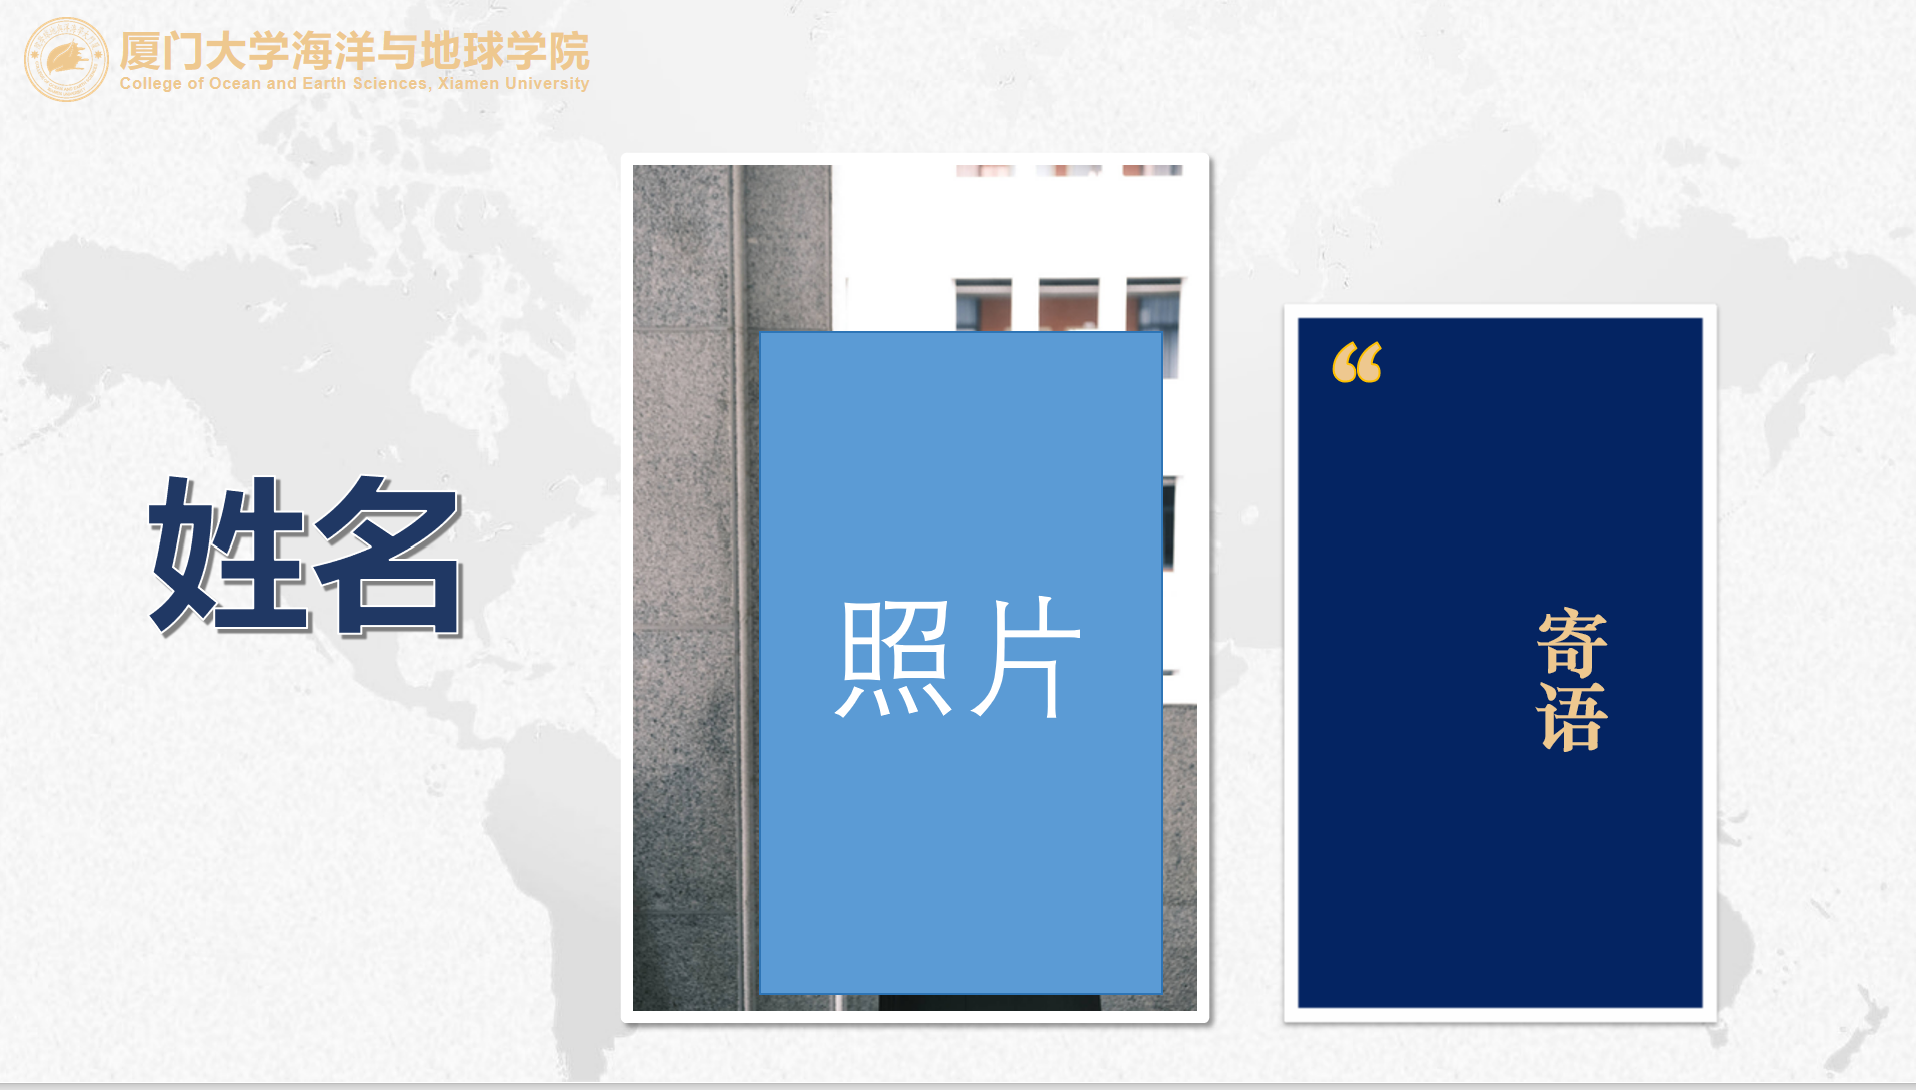 厦门大学海洋与地球学院
College of Ocean and Earth Sciences, Xiamen University
姓名
照片
“
寄语